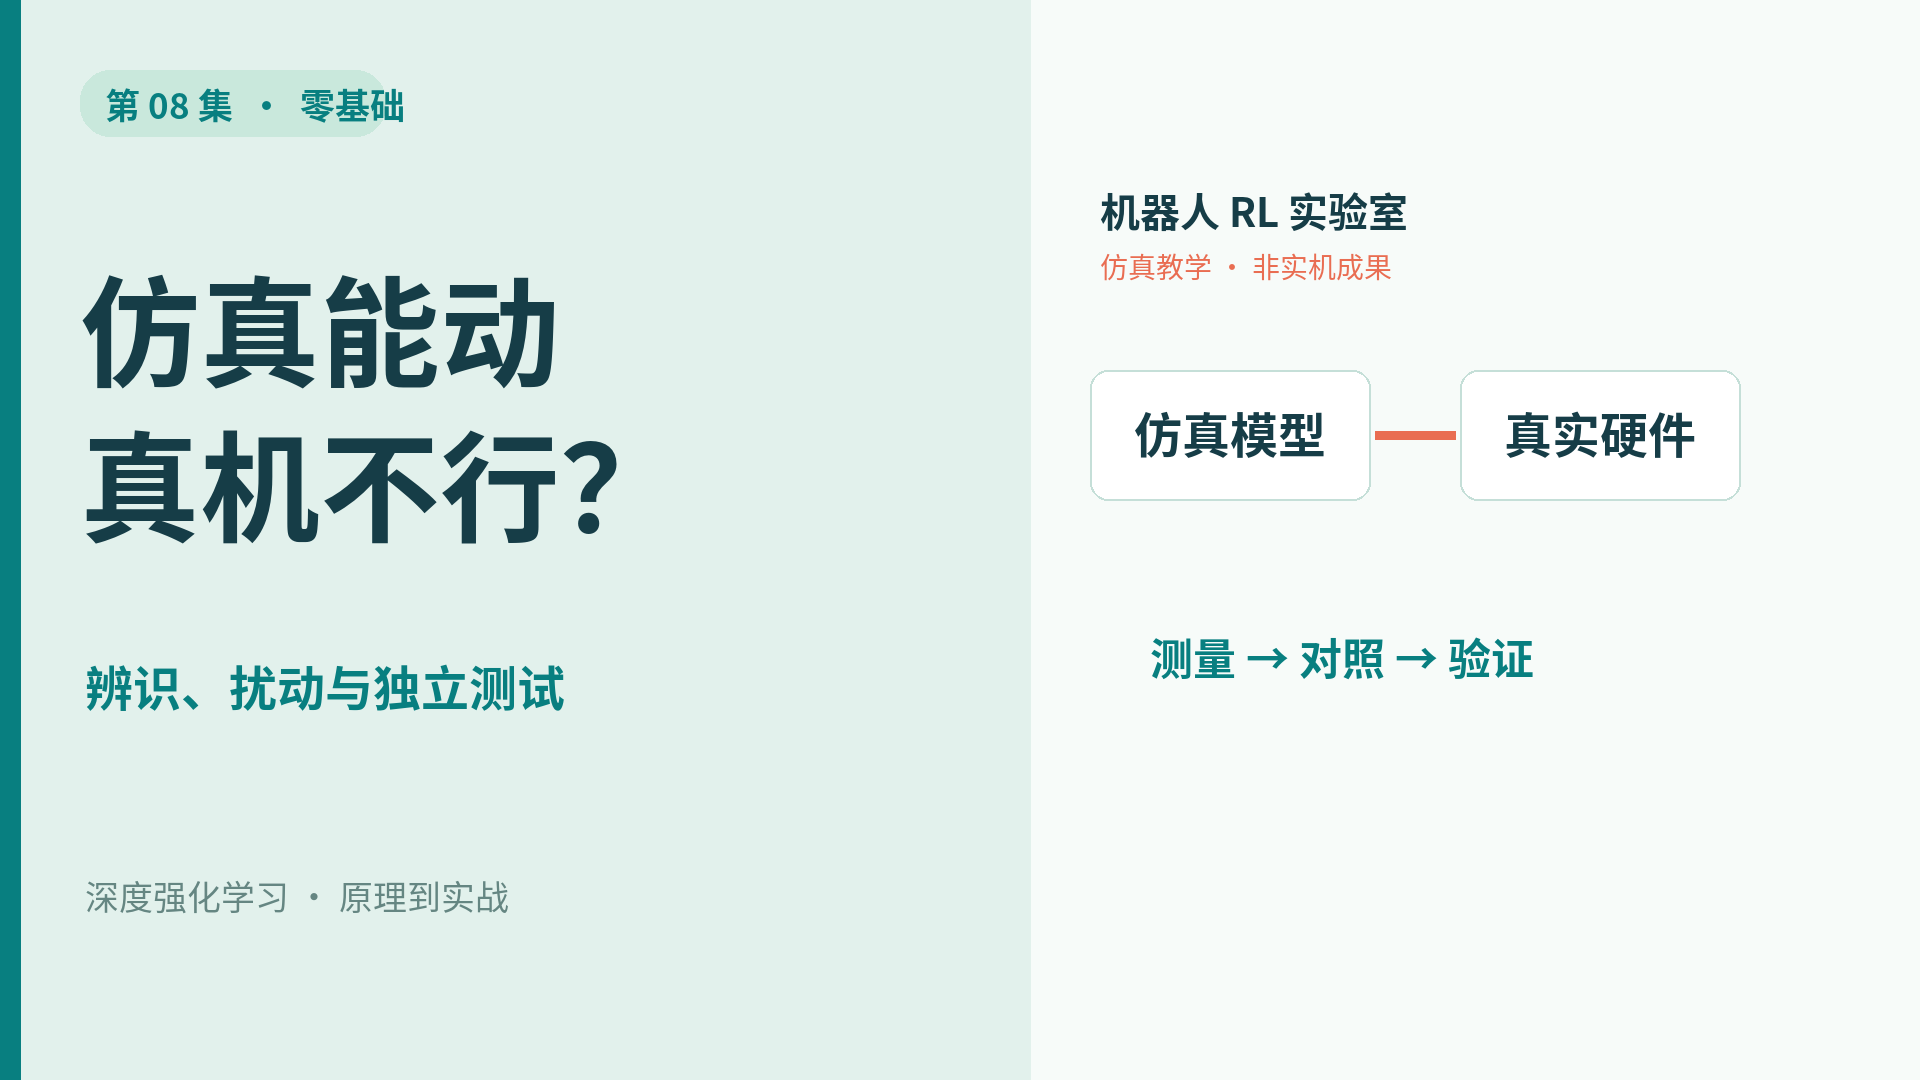 第 08 集 · 零基础
仿真能动
真机不行?
辨识、扰动与独立测试
深度强化学习 · 原理到实战
机器人 RL 实验室
仿真教学 · 非实机成果
仿真模型
真实硬件
测量 → 对照 → 验证